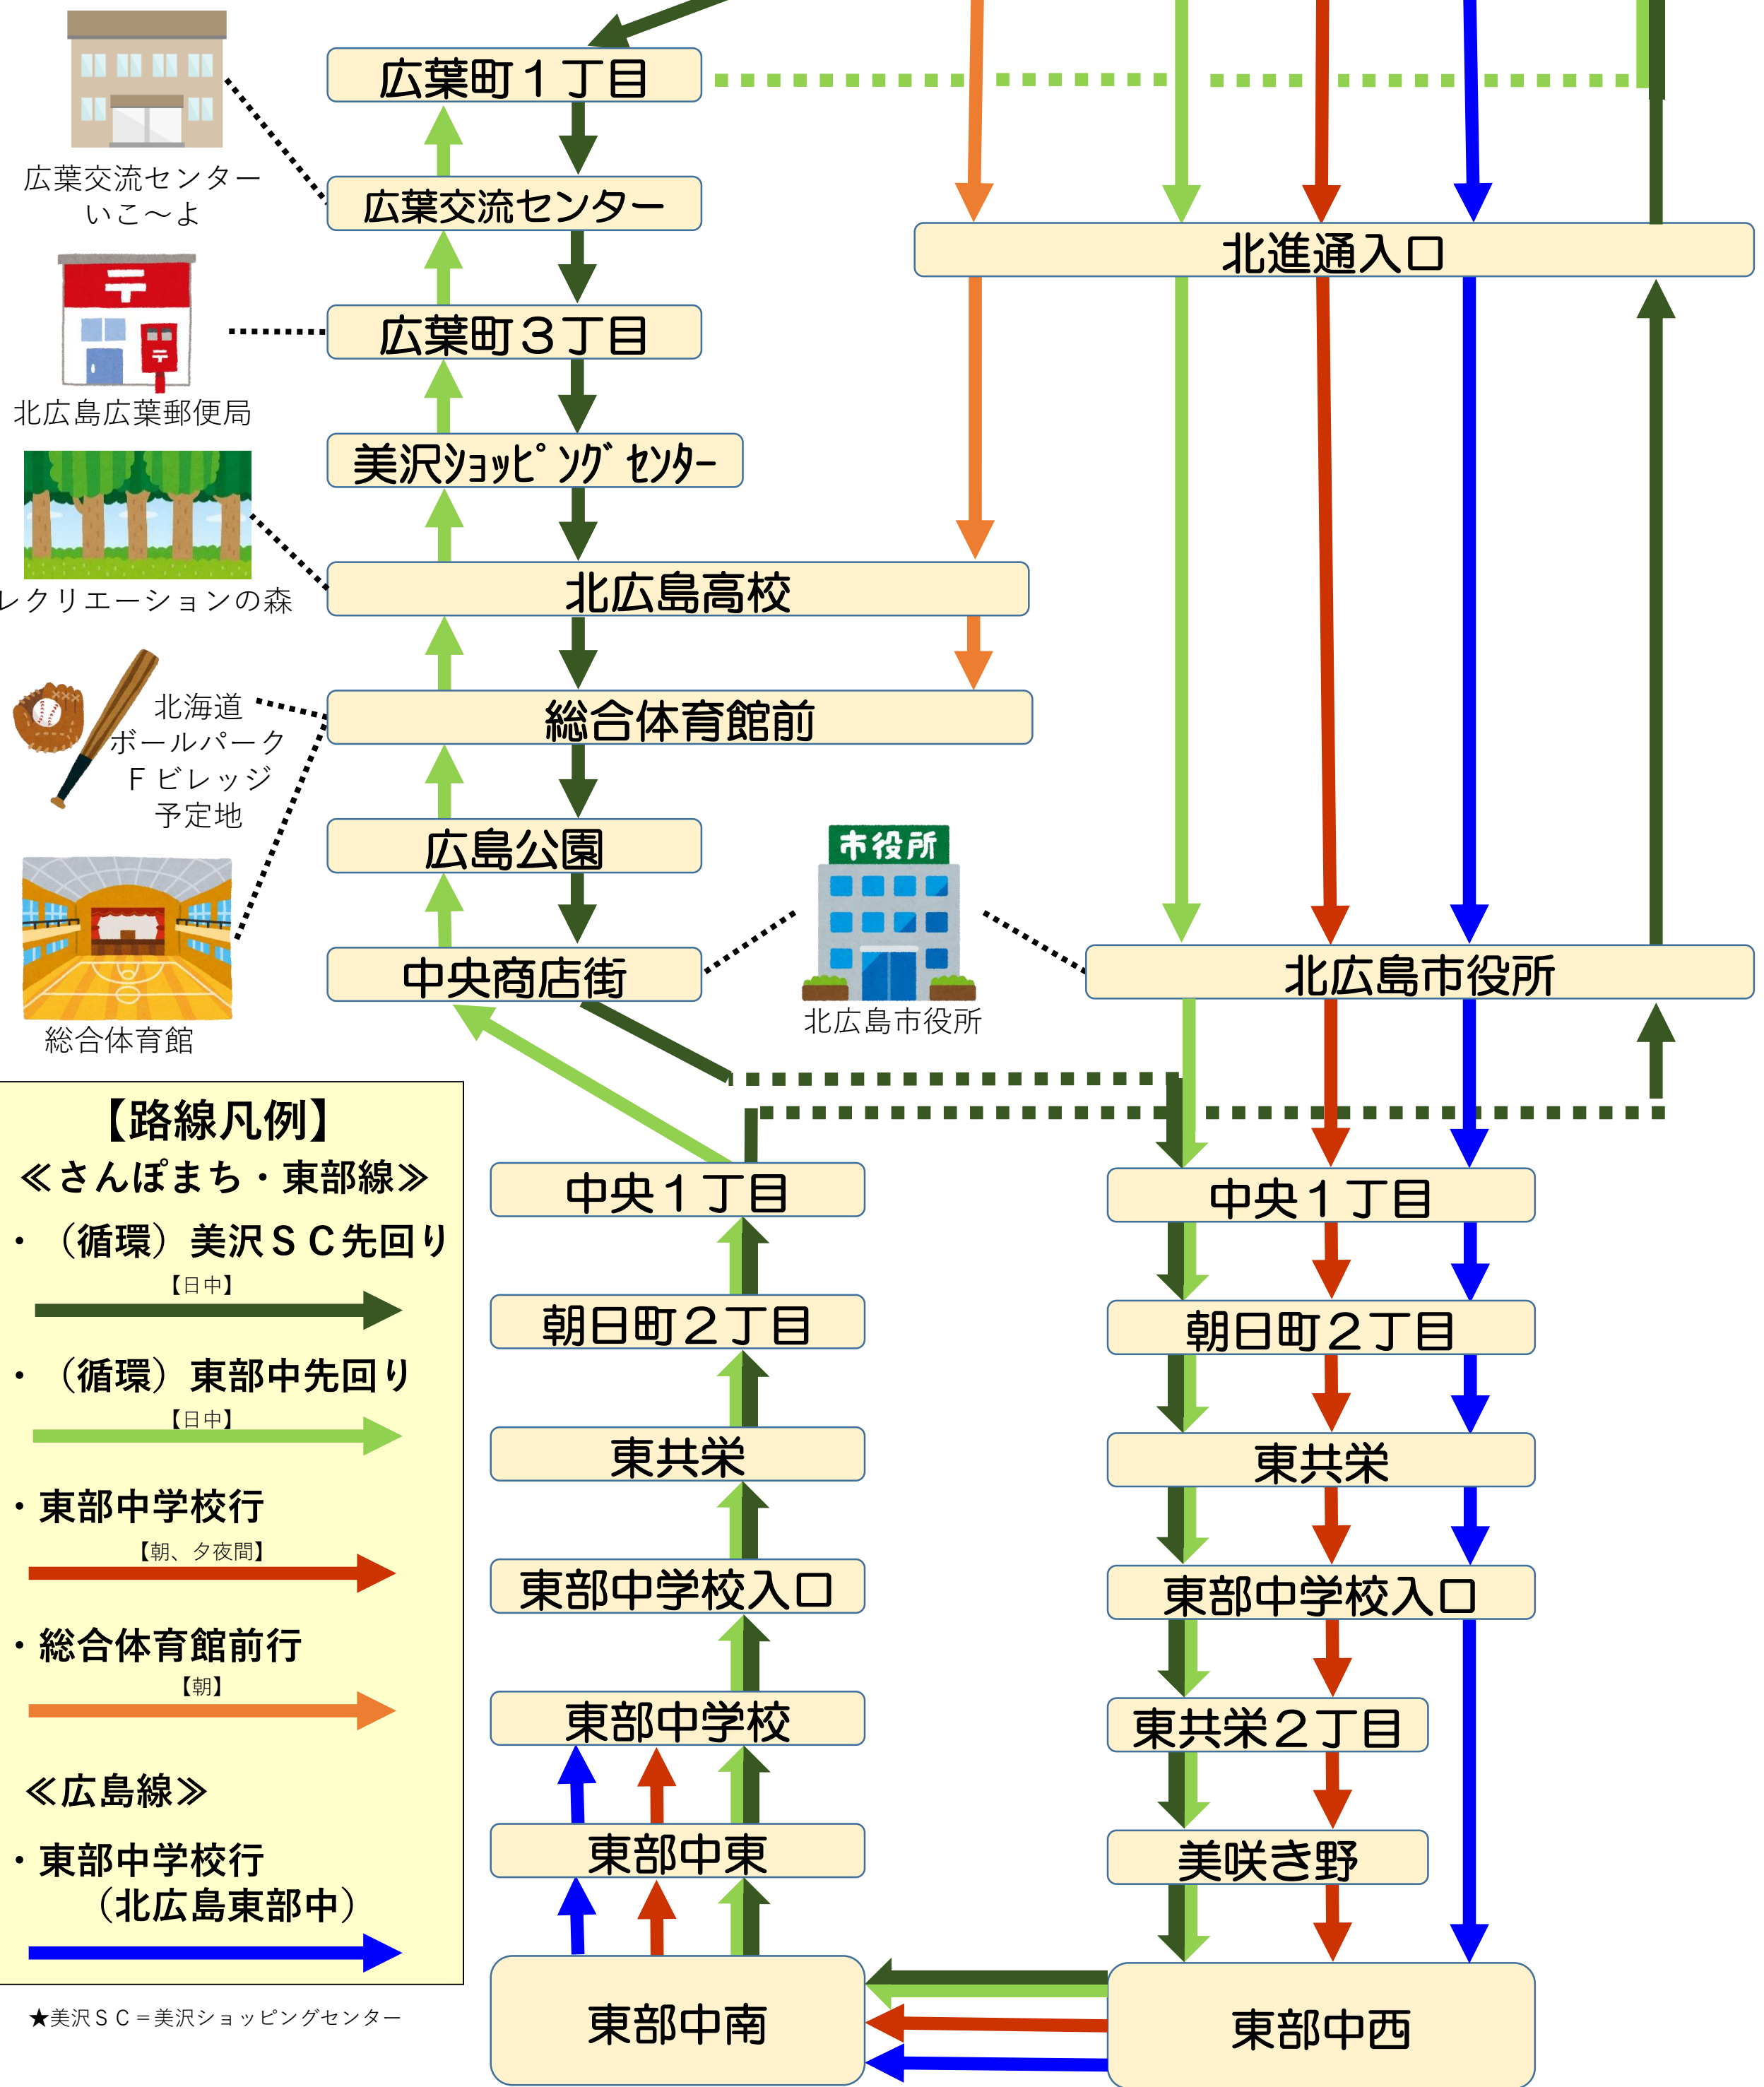 広葉町１丁目
広葉交流センター
いこ～よ
広葉交流センター
北進通入口
広葉町３丁目
北広島広葉郵便局
美沢ｼｮｯﾋﾟﾝｸﾞｾﾝﾀｰ
北広島高校
レクリエーションの森
総合体育館前
北海道
ボールパーク
Ｆビレッジ
予定地
広島公園
市役所
中央商店街
北広島市役所
北広島市役所
総合体育館
【路線凡例】
≪さんぽまち・東部線≫
・（循環）美沢ＳＣ先回り
【日中】
・（循環）東部中先回り
【日中】
・東部中学校行
【朝、夕夜間】
・総合体育館前行
【朝】
≪広島線≫
・東部中学校行
（北広島東部中）
★美沢ＳＣ＝美沢ショッピングセンター
中央１丁目
朝日町２丁目
東共栄
東部中学校入口
東部中学校
東部中東
東部中南
中央１丁目
朝日町２丁目
東共栄
東部中学校入口
東共栄２丁目
美咲き野
東部中西